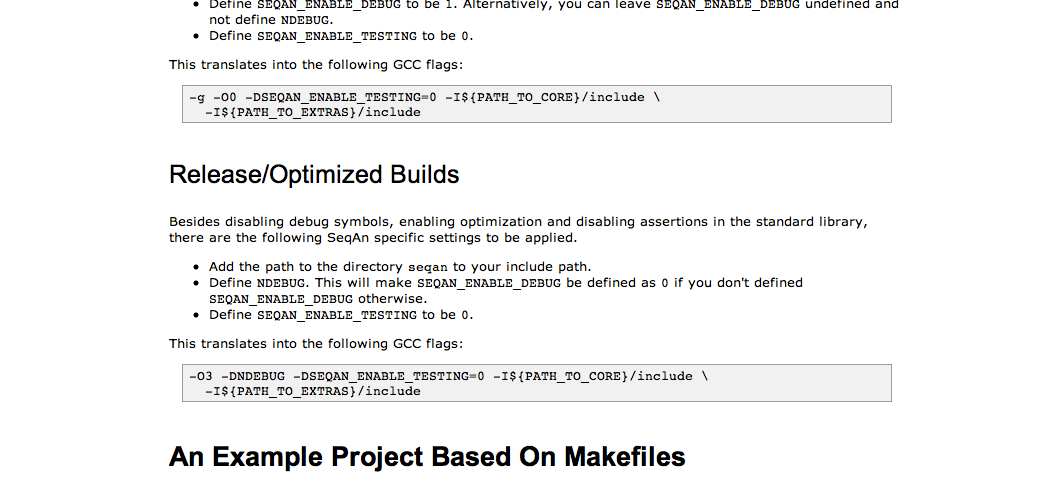 • Define SEQAN_ENABLE_DEBUG to be 1. Alternatively, you can leave SEQAN_ENABLE_DEBUG undefined and
not define NDEBUG.
• Define SEQAN_ENABLE_TESTING to be 0.
This translates into the following GCC flags:
-g -O0 -DSEQAN_ENABLE_TESTING=0 -I${PATH_TO_CORE}/include \
-I${PATH_TO_EXTRAS}/include
Release/Optimized Builds
Besides disabling debug symbols, enabling optimization and disabling assertions in the standard library,
there are the following SeqAn specific settings to be applied.
• Add the path to the directory seqan to your include path.
• Define NDEBUG. This will make SEQAN_ENABLE_DEBUG be defined as 0 if you don't defined
SEQAN_ENABLE_DEBUG otherwise.
• Define SEQAN_ENABLE_TESTING to be 0.
This translates into the following GCC flags:
-O3 -DNDEBUG -DSEQAN_ENABLE_TESTING=0 -I${PATH_TO_CORE}/include \
-I${PATH_TO_EXTRAS}/include
An Example Project Based On Makefiles